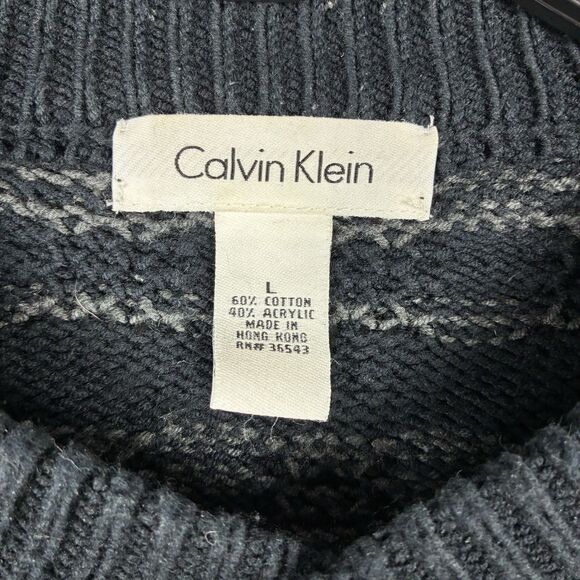 Calvin Klein
L
60% COTTON
40% ACRYLIC
MADE IN
HONG KONG
RN# 36543